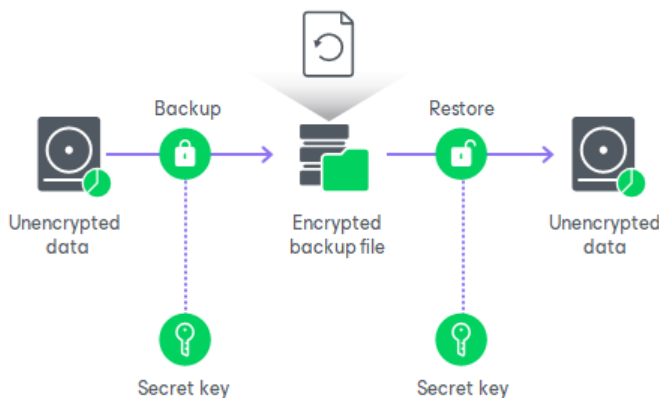 Backup
Restore
Unencrypted
data
Encrypted
backup file
Unencrypted
data
Secret key
Secret key